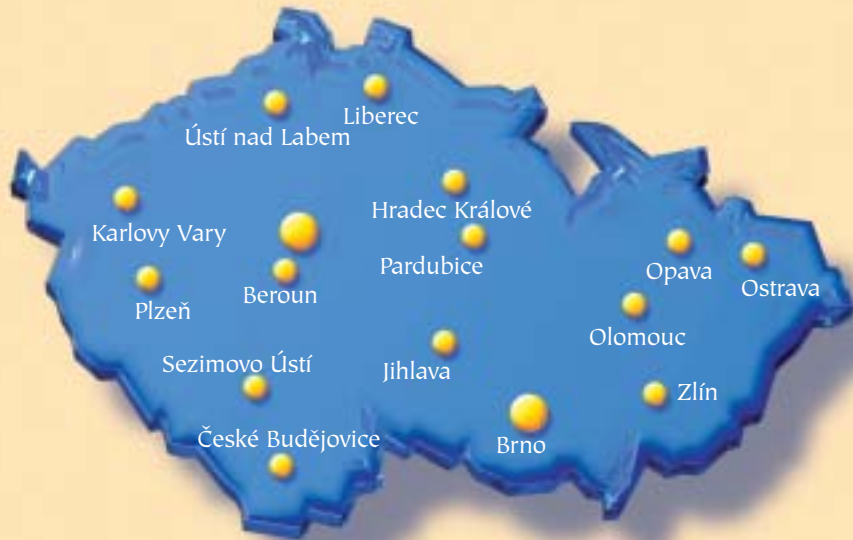 Liberec
Ústí nad Labem
Hradec Králové
Karlovy Vary
Pardubice
Opava
Ostrava
Beroun
Plzeň
Olomouc
Sezimovo Ústí
Jihlava
Zlín
České Budějovice
Brno